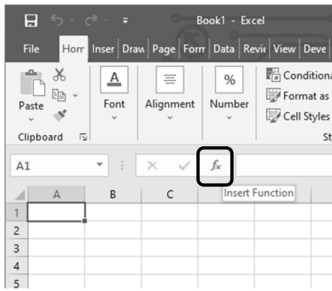 Book1 - Excel
File Hom Inser Draw Page Form Data Revie View Deve
Paste
Font
Alignment
Number
%
Conditiona
Format as
Cell Styles
Clipboard
St
A1
fx
Insert Function
A B C
1
2
3
4
5